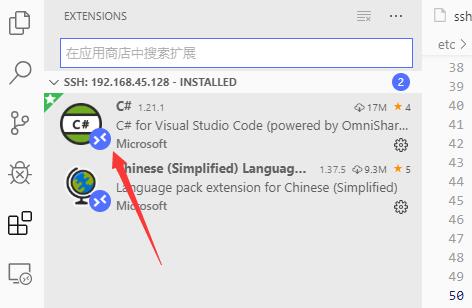 EXTENSIONS
在应用商店中搜索扩展
SSH: 192.168.45.128 - INSTALLED 2
C# 1.21.1 17M ★ 4
C# for Visual Studio Code (powered by OmniShar...
Microsoft
Chinese (Simplified) Languag... 1.37.5 9.3M ★ 5
Language pack extension for Chinese (Simplified)
Microsoft
C#
ssh
etc >
38
39
40
41
42
43
44
45
46
47
48
49
50